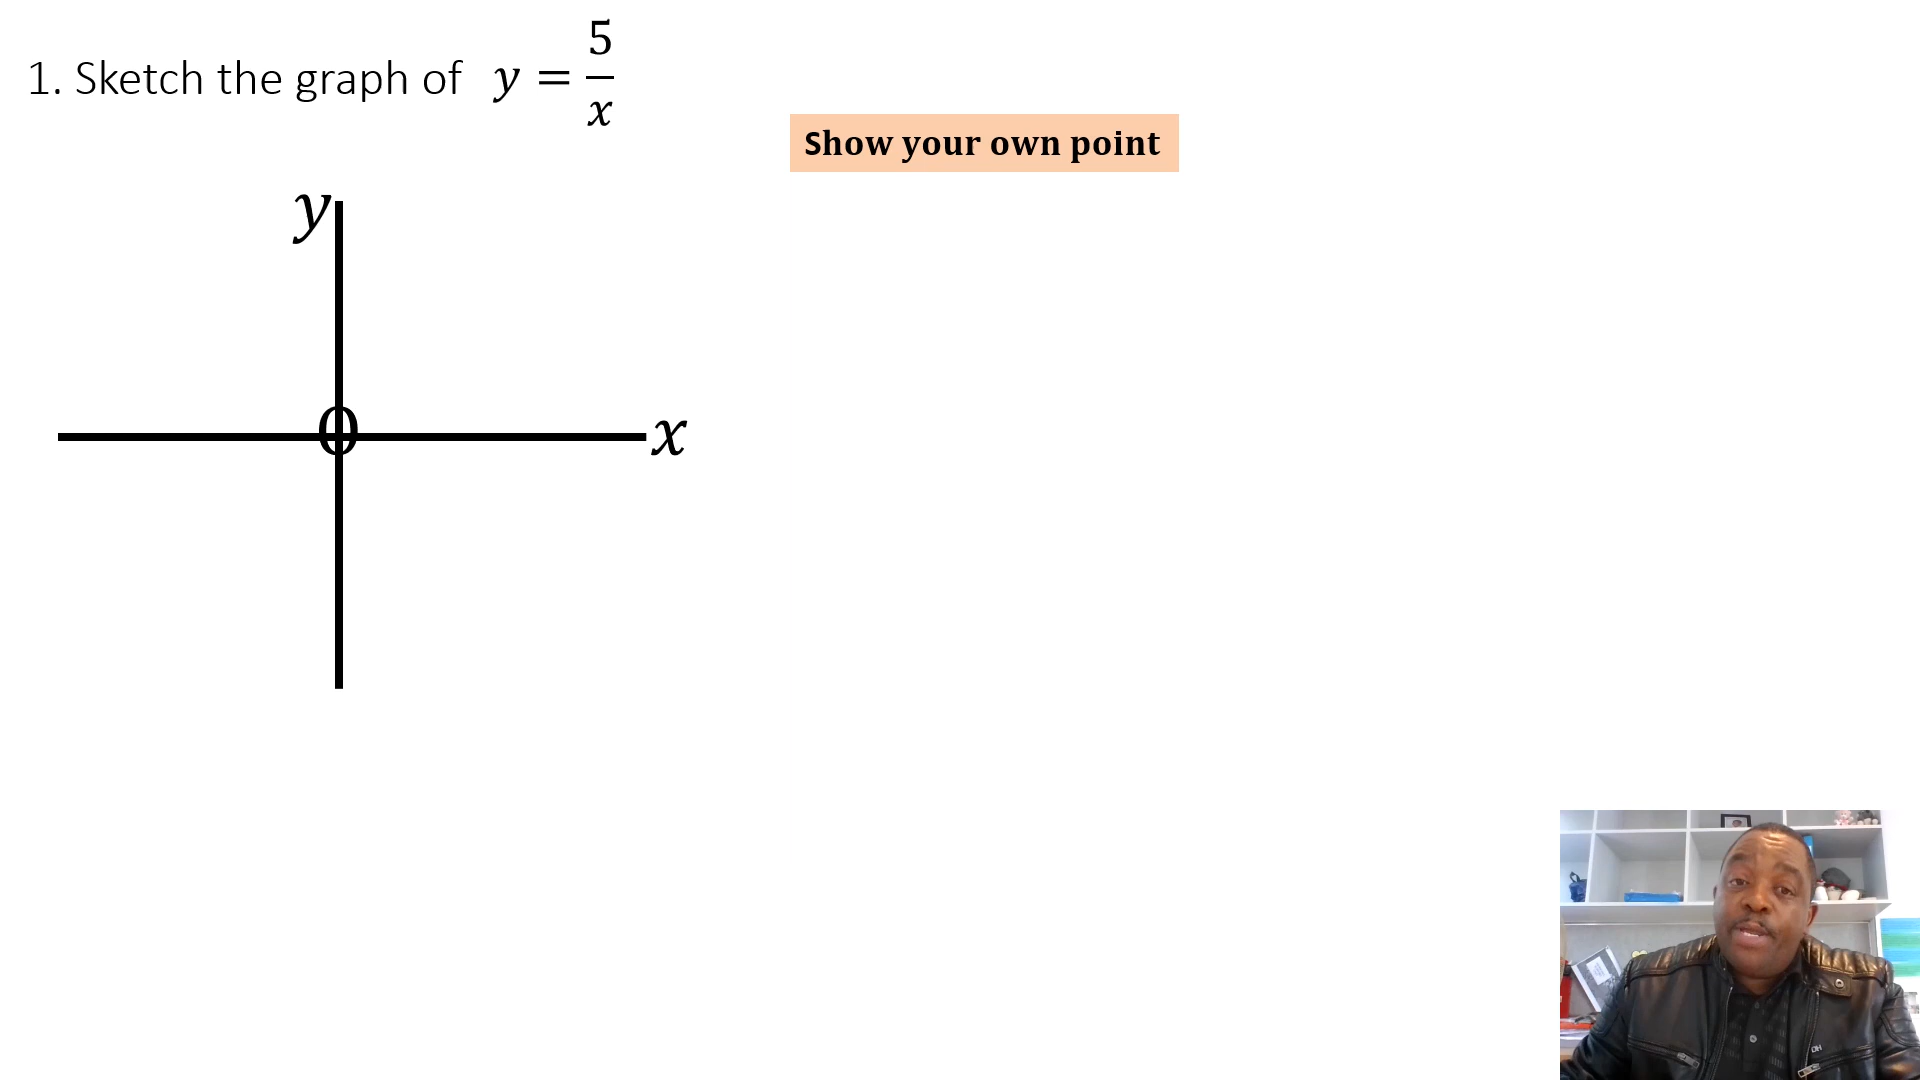 1. Sketch the graph of y = 5/x
Show your own point
y
0
x